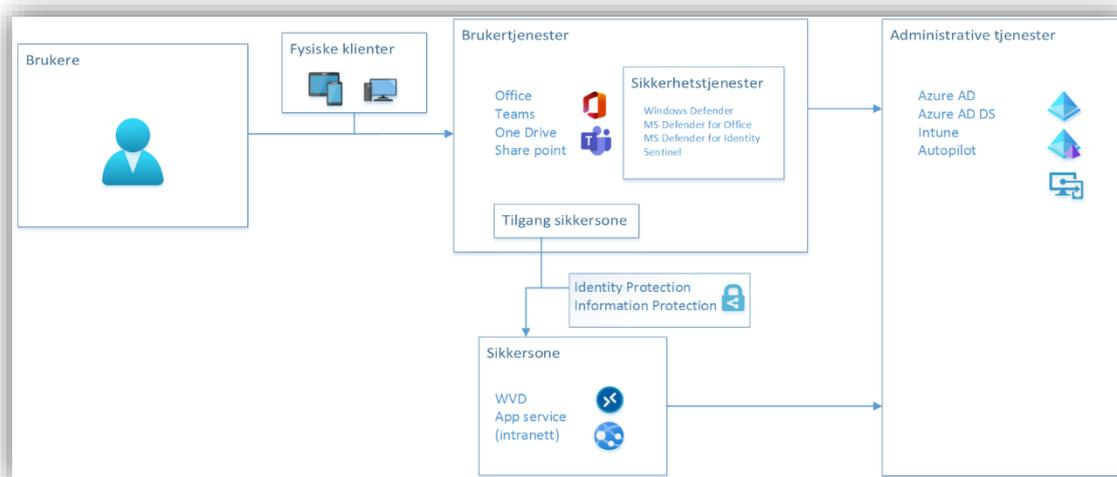 Brukere
Fysiske klienter
Brukertjenester
Office
Teams
One Drive
Share point
Sikkerhetstjenester
Windows Defender
MS Defender for Office
MS Defender for Identity
Sentinel
Tilgang sikkersone
Identity Protection
Information Protection
Sikkersone
WVD
App service
(intranett)
Administrative tjenester
Azure AD
Azure AD DS
Intune
Autopilot